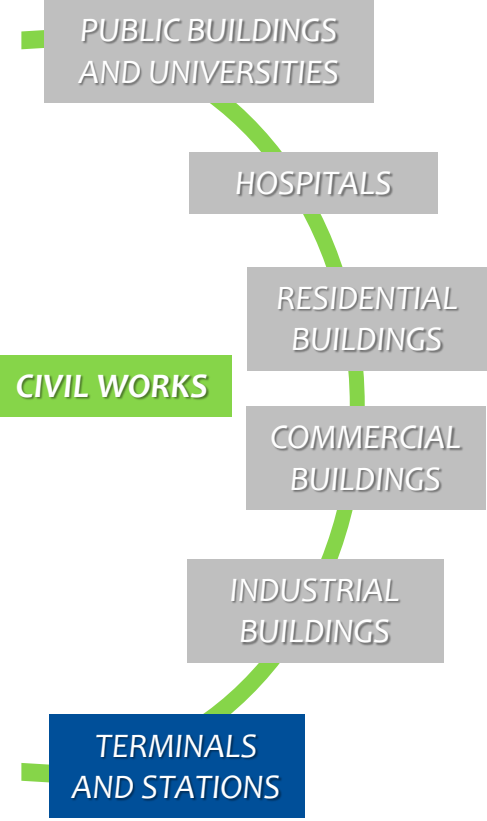 PUBLIC BUILDINGS
AND UNIVERSITIES
HOSPITALS
RESIDENTIAL
BUILDINGS
CIVIL WORKS
COMMERCIAL
BUILDINGS
INDUSTRIAL
BUILDINGS
TERMINALS
AND STATIONS